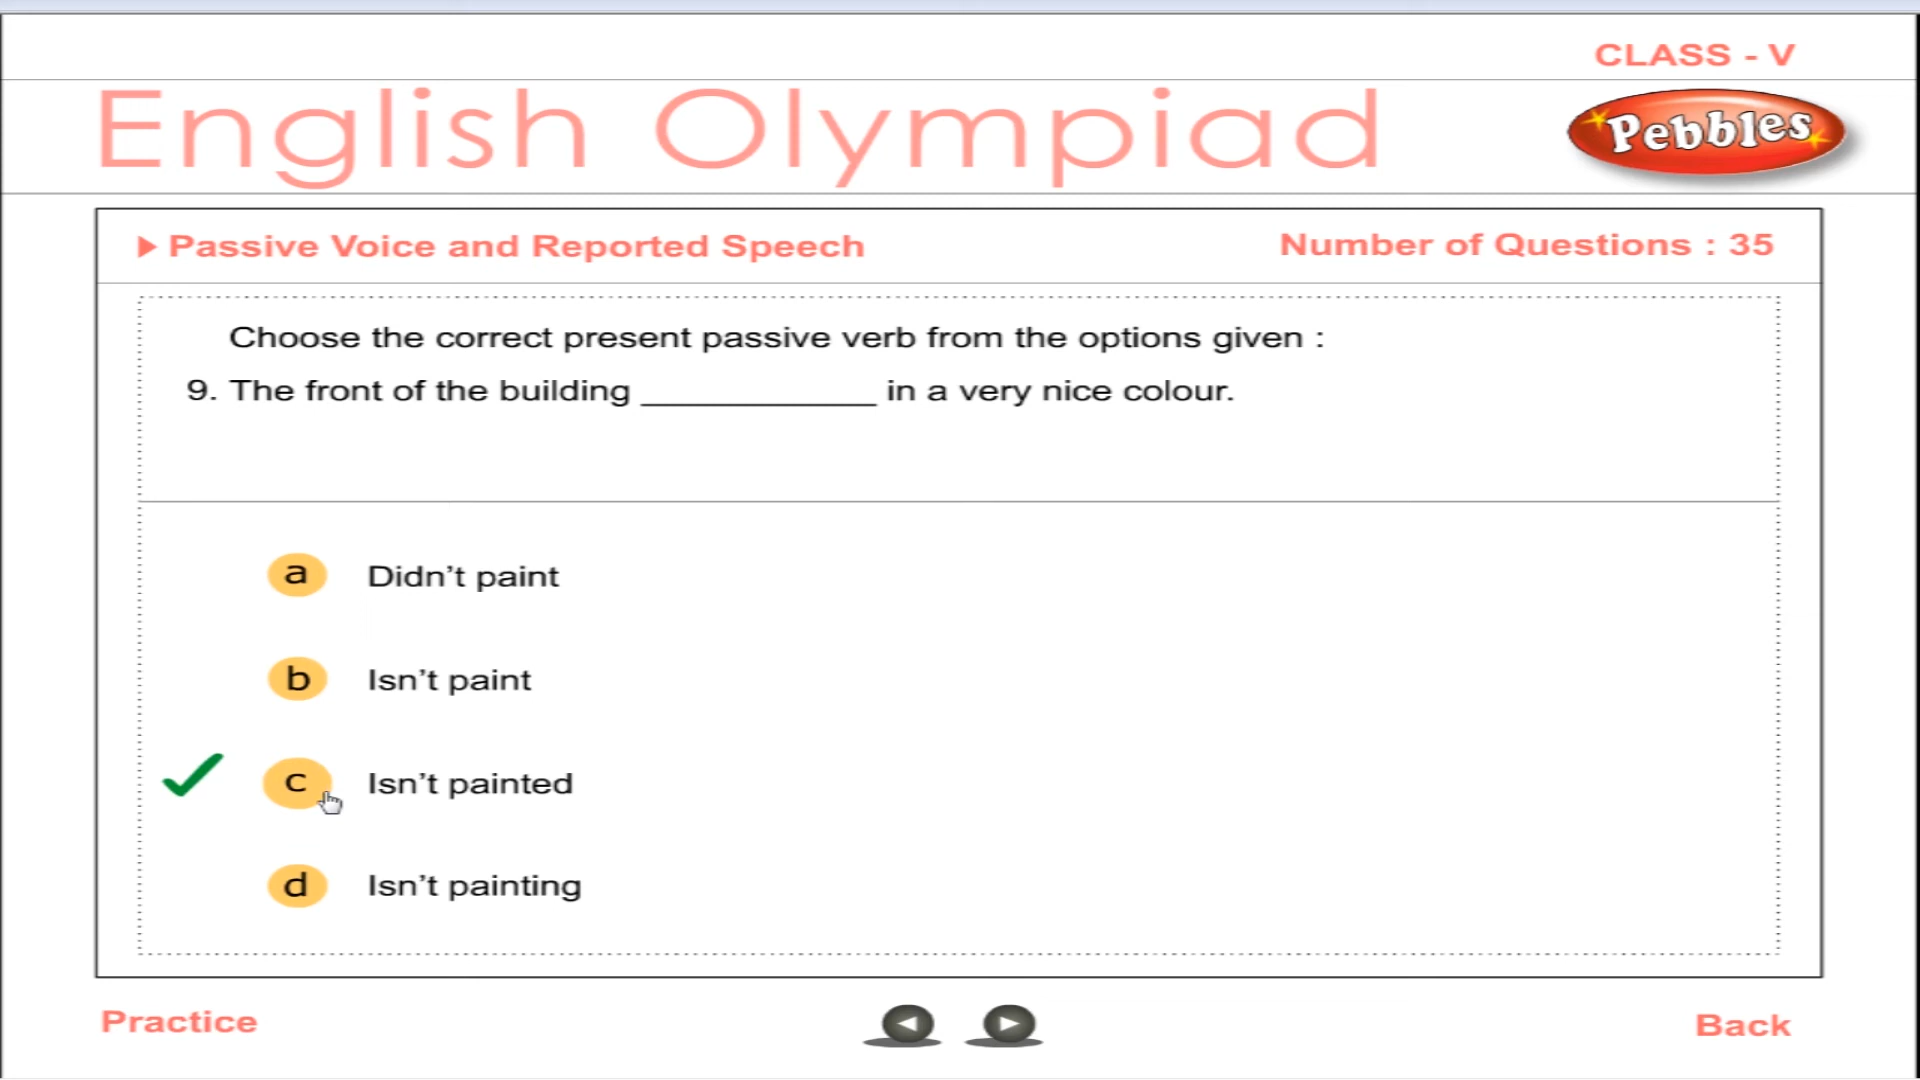 CLASS - V
English Olympiad
Pebbles
Passive Voice and Reported Speech
Number of Questions : 35
Choose the correct present passive verb from the options given :
9. The front of the building ______________ in a very nice colour.
a Didn't paint
b Isn't paint
c Isn't painted
d Isn't painting
Practice
Back